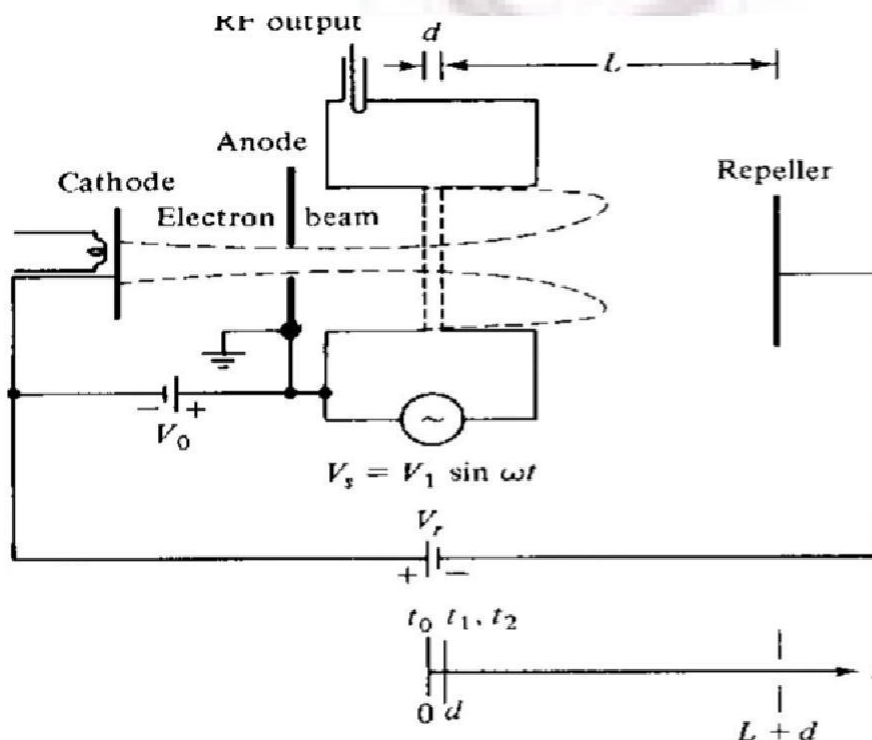 RF output
d
L
Anode
Cathode
Repeller
Electron beam
− +
V₀
~
Vₛ = V₁ sin ωt
Vᵣ
+ −
t₀ t₁, t₂
0 d
L + d